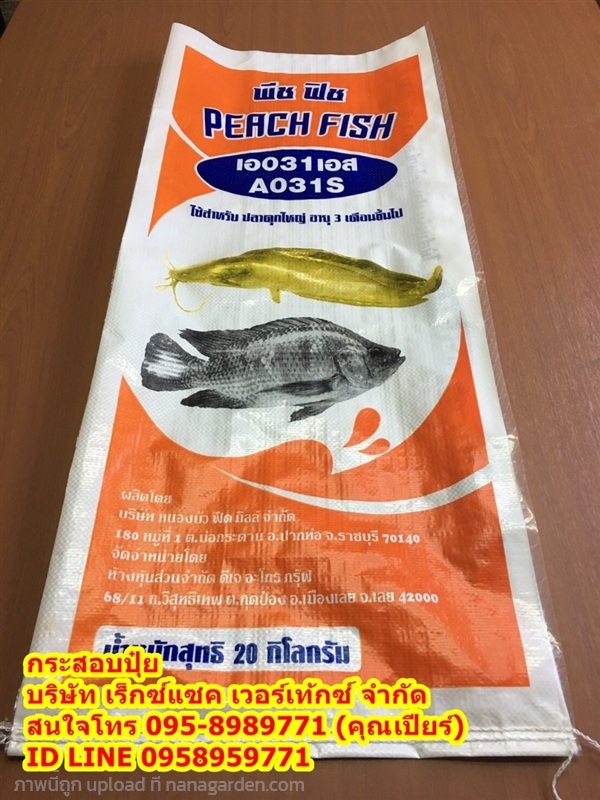 พีช ฟิช
PEACH FISH
เอ031เอส
A031S
ใช้สำหรับ ปลาดุกใหญ่ อายุ 3 เดือนขึ้นไป
ผลิตโดย
บริษัท หนองบัว ฟีด มิลล์ จำกัด
180 หมู่ที่ 1 ต.บ่อกระดาน อ.ปากท่อ จ.ราชบุรี 70140
จัดจำหน่ายโดย
ห้างหุ้นส่วนจำกัด ดีเจ อะโกร กรุ๊ฟ
68/11 ถ.วิสุทธิเทพ ต.กุดป่อง อ.เมืองเลย จ.เลย 42000
น้ำหนักสุทธิ 20 กิโลกรัม
กระสอบปุ๋ย
บริษัท เร็กซ์แซค เวอร์เท้กซ์ จำกัด
สนใจโทร 095-8989771 (คุณเปียร์)
ID LINE 0958959771
ภาพนี้ถูก upload ที่ nanagarden.com